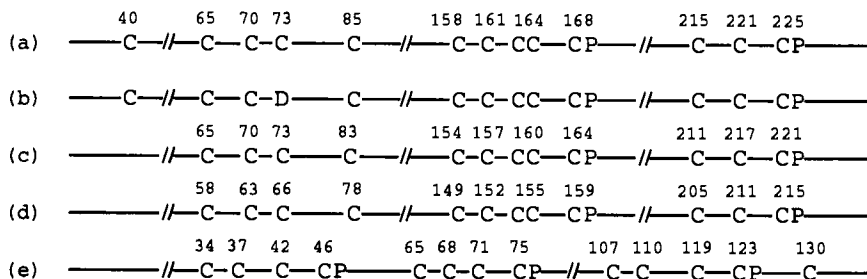 40 65 70 73 85 158 161 164 168 215 221 225
(a) C C C C C C C CC CP C C CP
(b) C C C D C C C CC CP C C CP
65 70 73 83 154 157 160 164 211 217 221
(c) C C C C C C CC CP C C CP
58 63 66 78 149 152 155 159 205 211 215
(d) C C C C C C CC CP C C CP
34 37 42 46 65 68 71 75 107 110 119 123 130
(e) C C C CP C C C CP C C C CP C